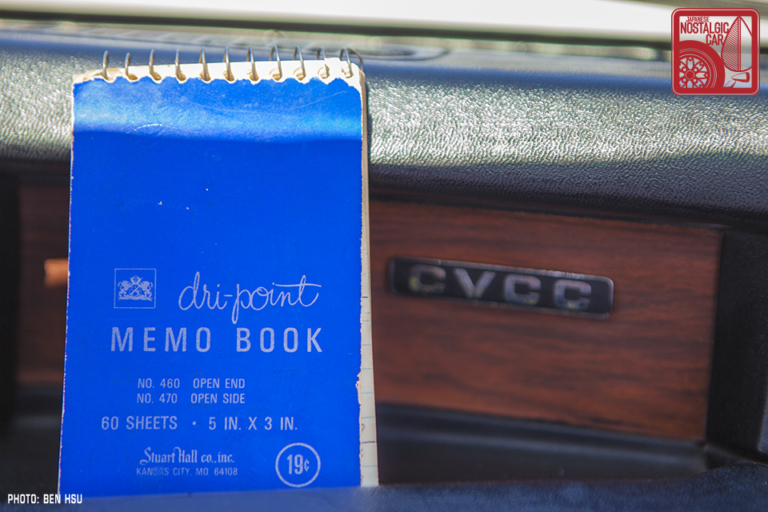 JAPANESE
NOSTALGIC
CAR
dri-point
MEMO BOOK
NO. 460 OPEN END
NO. 470 OPEN SIDE
60 SHEETS • 5 IN. X 3 IN.
Stuart Hall co., inc.
KANSAS CITY, MO 64108
19¢
CVCC
PHOTO: BEN HSU